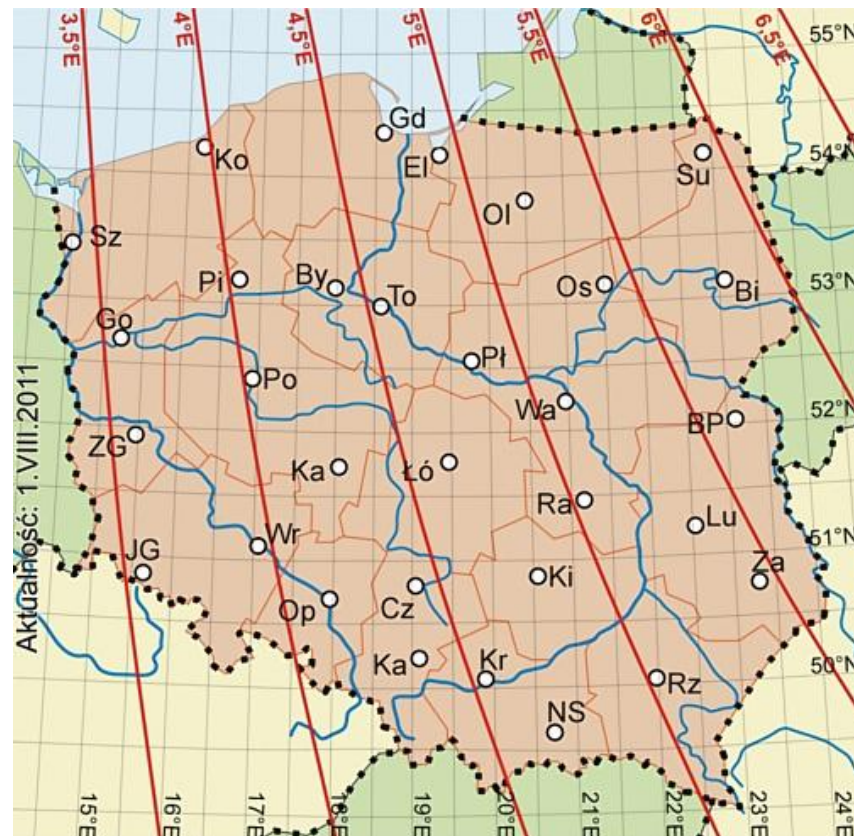 3,5°E
4°E
4,5°E
5°E
5,5°E
6°E
6,5°E
55°N
Gd
Ko
El
54°N
Su
Ol
Sz
Pi
By
To
Os
Bi
53°N
Go
Pł
Po
Wa
52°N
BP
ZG
Ka
Łó
Ra
Lu
51°N
Wr
JG
Ki
Za
Op
Cz
Ka
Kr
Rz
50°N
NS
15°E
16°E
17°E
18°E
19°E
20°E
21°E
22°E
23°E
24°E
Aktualność: 1.VIII.2011